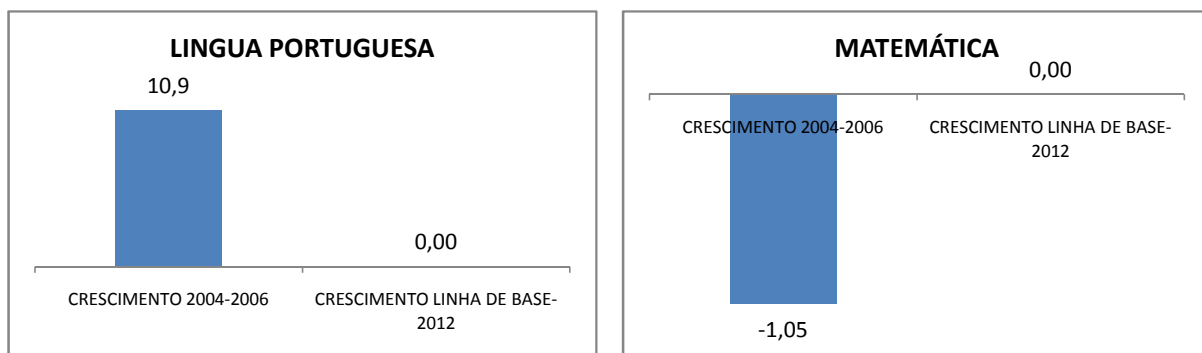 LINGUA PORTUGUESA
10,9
0,00
CRESCIMENTO 2004-2006
CRESCIMENTO LINHA DE BASE-
2012
MATEMÁTICA
0,00
CRESCIMENTO 2004-2006
CRESCIMENTO LINHA DE BASE-
2012
-1,05